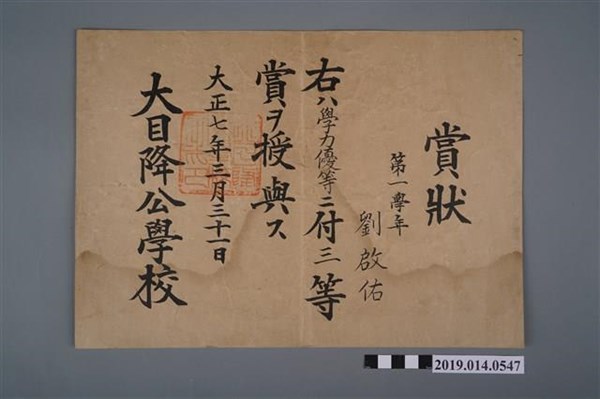 賞狀
第一學年
劉啟佑
右ハ學力優等ニ付三等
賞ヲ授與ス
大正七年三月三十一日
大目降公學校
2019.014.0547